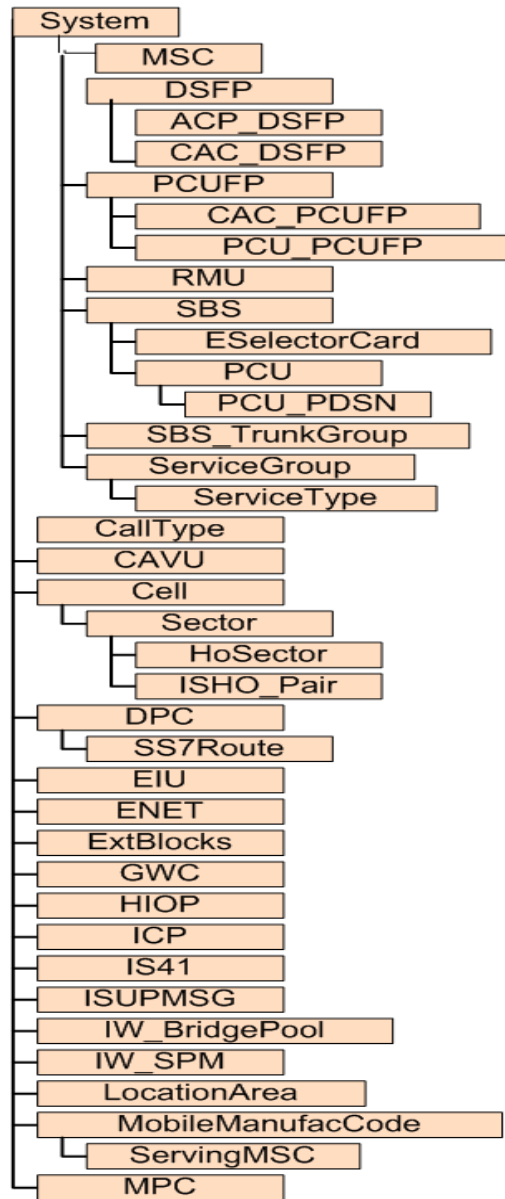 System
MSC
DSFP
ACP_DSFP
CAC_DSFP
PCUFP
CAC_PCUFP
PCU_PCUFP
RMU
SBS
ESelectorCard
PCU
PCU_PDSN
SBS_TrunkGroup
ServiceGroup
ServiceType
CallType
CAVU
Cell
Sector
HoSector
ISHO_Pair
DPC
SS7Route
EIU
ENET
ExtBlocks
GWC
HIOP
ICP
IS41
ISUPMSG
IW_BridgePool
IW_SPM
LocationArea
MobileManufacCode
ServingMSC
MPC